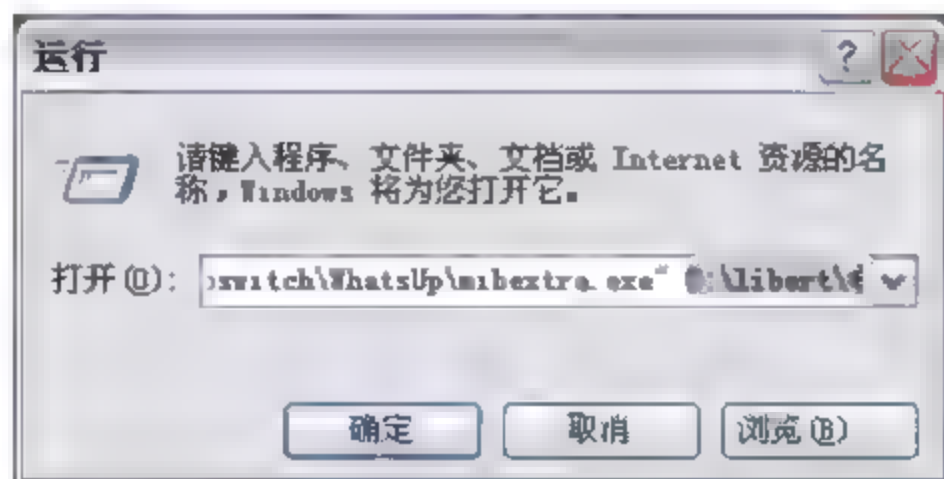 运行
请键入程序、文件夹、文档或 Internet 资源的名
称，Windows 将为您打开它。
打开(O): oswitch\WhatsUp\mibextra.exe" :\libert\
确定 取消 浏览(B)